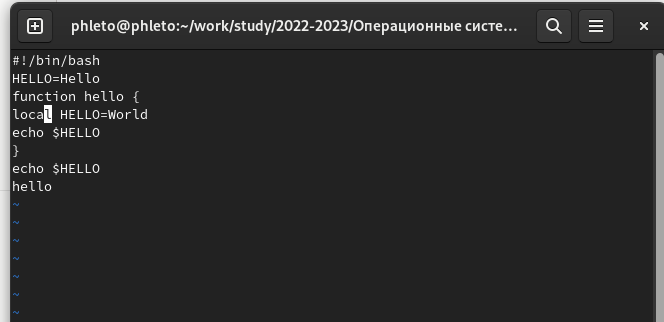 phleto@phleto:~/work/study/2022-2023/Операционные систе…
#!/bin/bash
HELLO=Hello
function hello {
local HELLO=World
echo $HELLO
}
echo $HELLO
hello
~
~
~
~
~
~
~